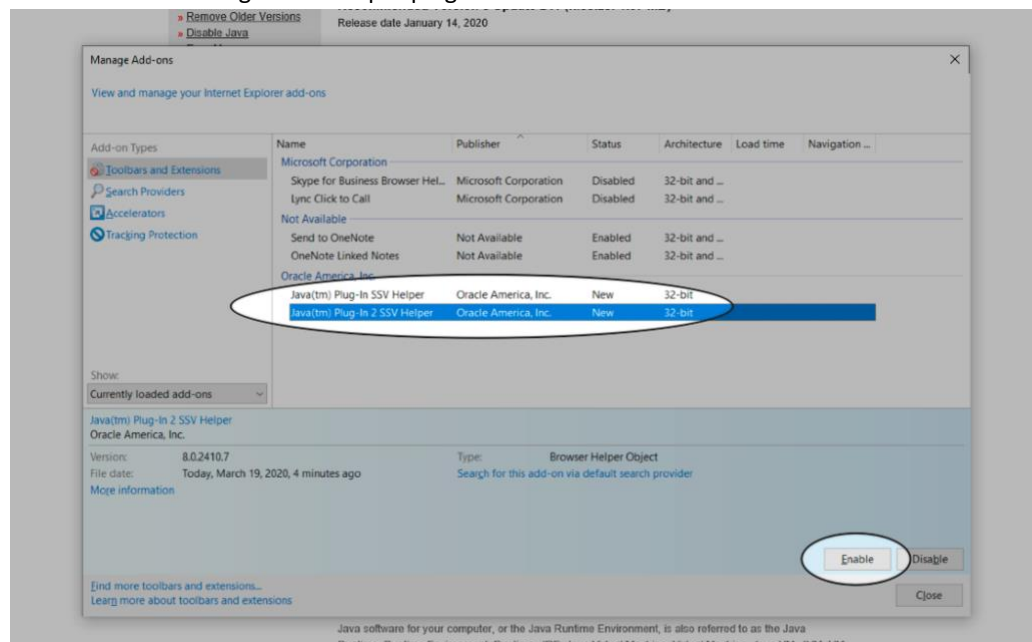 » Remove Older Versions
» Disable Java
Release date January 14, 2020
Manage Add-ons
View and manage your Internet Explorer add-ons
Add-on Types
Toolbars and Extensions
Search Providers
Accelerators
Tracking Protection
Name Publisher Status Architecture Load time Navigation ...
Microsoft Corporation
Skype for Business Browser Hel... Microsoft Corporation Disabled 32-bit and ...
Lync Click to Call Microsoft Corporation Disabled 32-bit and ...
Not Available
Send to OneNote Not Available Enabled 32-bit and ...
OneNote Linked Notes Not Available Enabled 32-bit and ...
Oracle America, Inc.
Java(tm) Plug-In SSV Helper Oracle America, Inc. New 32-bit
Java(tm) Plug-In 2 SSV Helper Oracle America, Inc. New 32-bit
Show:
Currently loaded add-ons
Java(tm) Plug-In 2 SSV Helper
Oracle America, Inc.
Version: 8.0.2410.7 Type: Browser Helper Object
File date: Today, March 19, 2020, 4 minutes ago Search for this add-on via default search provider
More information
Enable Disable
Find more toolbars and extensions...
Learn more about toolbars and extensions
Close
Java software for your computer, or the Java Runtime Environment, is also referred to as the Java